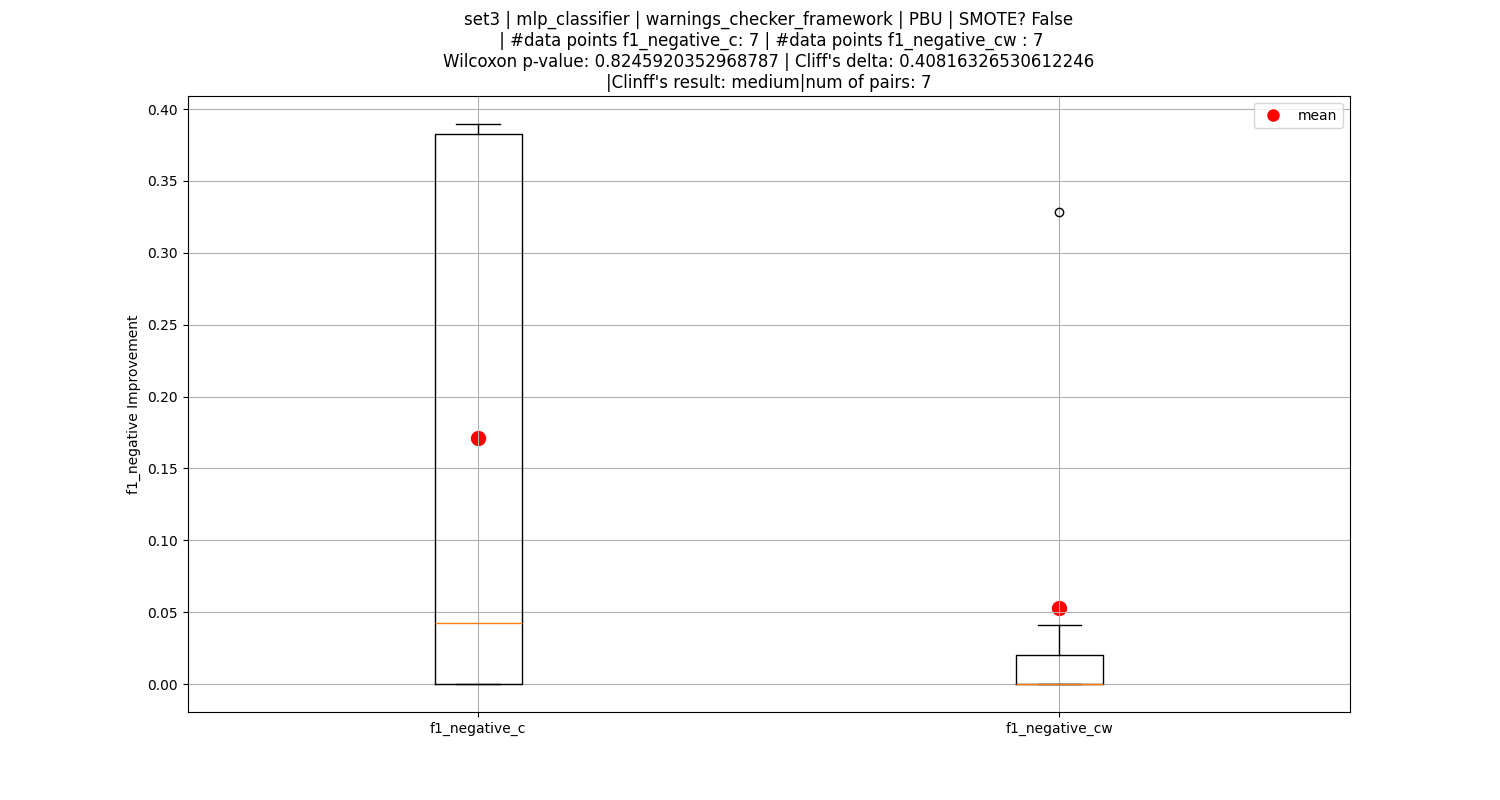 set3 | mlp_classifier | warnings_checker_framework | PBU | SMOTE? False
| #data points f1_negative_c: 7 | #data points f1_negative_cw : 7
Wilcoxon p-value: 0.8245920352968787 | Cliff's delta: 0.40816326530612246
|Clinff's result: medium|num of pairs: 7
mean
0.40
0.35
0.30
0.25
0.20
0.15
0.10
0.05
0.00
f1_negative Improvement
f1_negative_c
f1_negative_cw